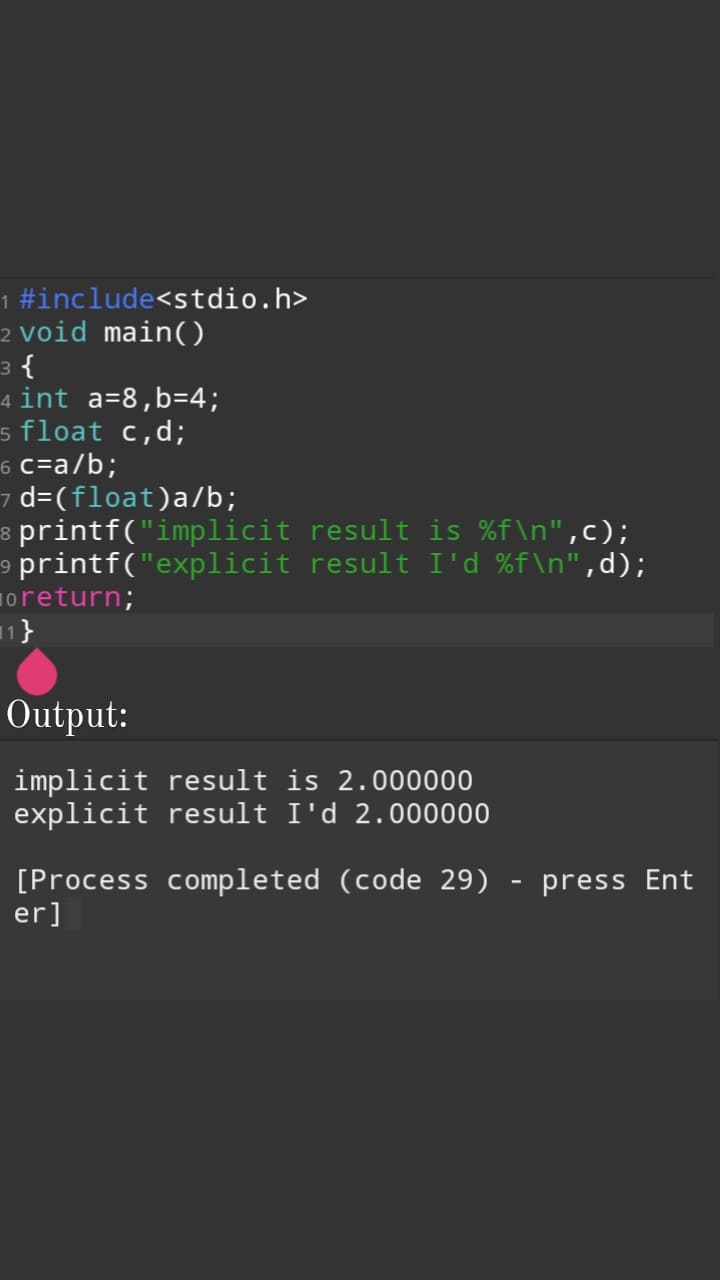 1 #include<stdio.h>
2 void main()
3 {
4 int a=8,b=4;
5 float c,d;
6 c=a/b;
7 d=(float)a/b;
8 printf("implicit result is %f\n",c);
9 printf("explicit result I'd %f\n",d);
10 return;
11 }
Output:
implicit result is 2.000000
explicit result I'd 2.000000
[Process completed (code 29) - press Ent
er]